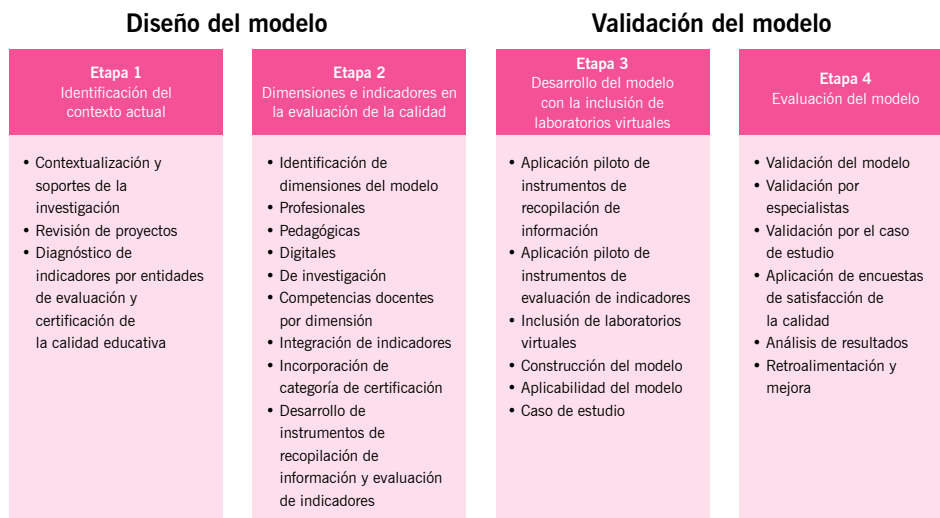 Diseño del modelo
Validación del modelo
Etapa 1
Identificación del
contexto actual
• Contextualización y
soportes de la
investigación
• Revisión de proyectos
• Diagnóstico de
indicadores por entidades
de evaluación y
certificación de
la calidad educativa
Etapa 2
Dimensiones e indicadores en
la evaluación de la calidad
• Identificación de
dimensiones del modelo
• Profesionales
• Pedagógicas
• Digitales
• De investigación
• Competencias docentes
por dimensión
• Integración de indicadores
• Incorporación de
categoría de certificación
• Desarrollo de
instrumentos de
recopilación de
información y evaluación
de indicadores
Etapa 3
Desarrollo del modelo
con la inclusión de
laboratorios virtuales
• Aplicación piloto de
instrumentos de
recopilación de
información
• Aplicación piloto de
instrumentos de
evaluación de indicadores
• Inclusión de laboratorios
virtuales
• Construcción del modelo
• Aplicabilidad del modelo
• Caso de estudio
Etapa 4
Evaluación del modelo
• Validación del modelo
• Validación por
especialistas
• Validación por el caso
de estudio
• Aplicación de encuestas
de satisfacción de
la calidad
• Análisis de resultados
• Retroalimentación y
mejora